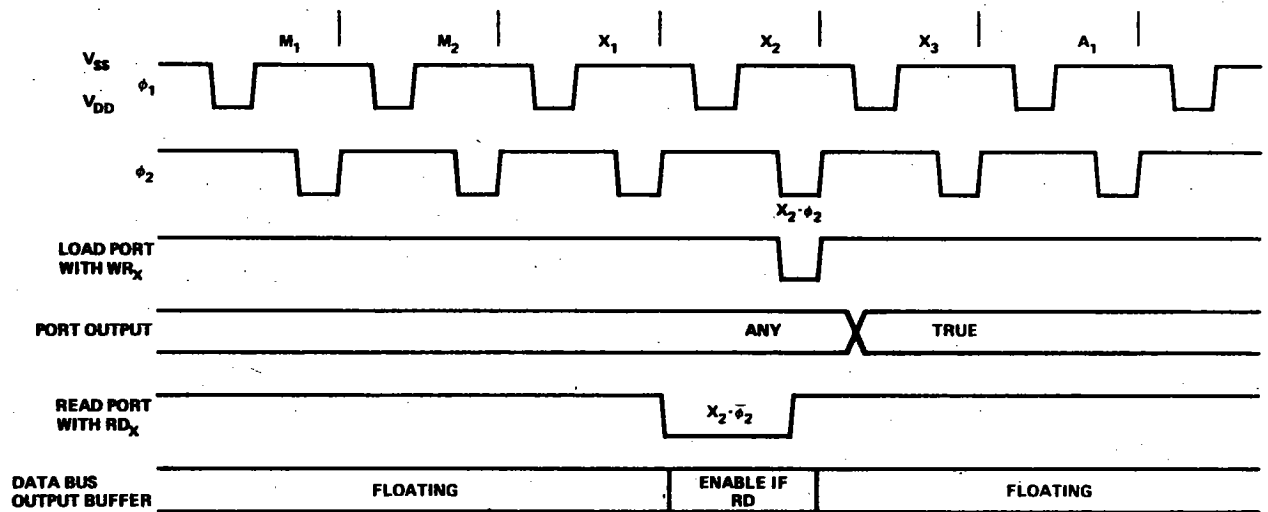 M1 M2 X1 X2 X3 A1
VSS
φ1
VDD
φ2
X2·φ2
LOAD PORT
WITH WRX
PORT OUTPUT ANY TRUE
READ PORT
WITH RDX
X2·φ̅2
DATA BUS
OUTPUT BUFFER
FLOATING
ENABLE IF
RD
FLOATING